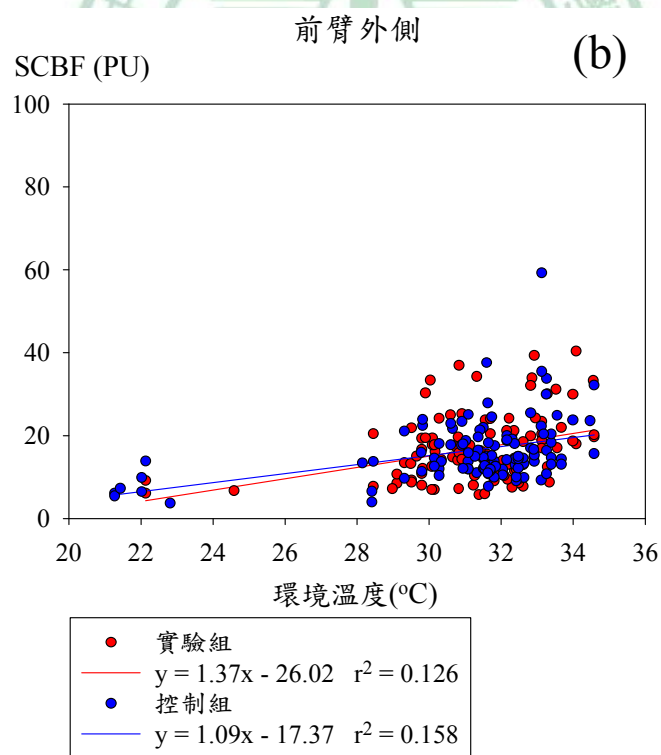 前臂外側
(b)
SCBF (PU)
100
80
60
40
20
0
20 22 24 26 28 30 32 34 36
環境溫度(°C)
實驗組
y = 1.37x - 26.02 r² = 0.126
控制組
y = 1.09x - 17.37 r² = 0.158